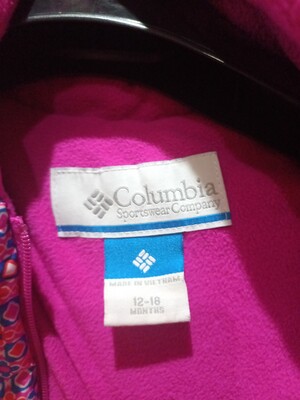 Columbia
Sportswear Company
MADE IN VIETNAM
12-18
MONTHS